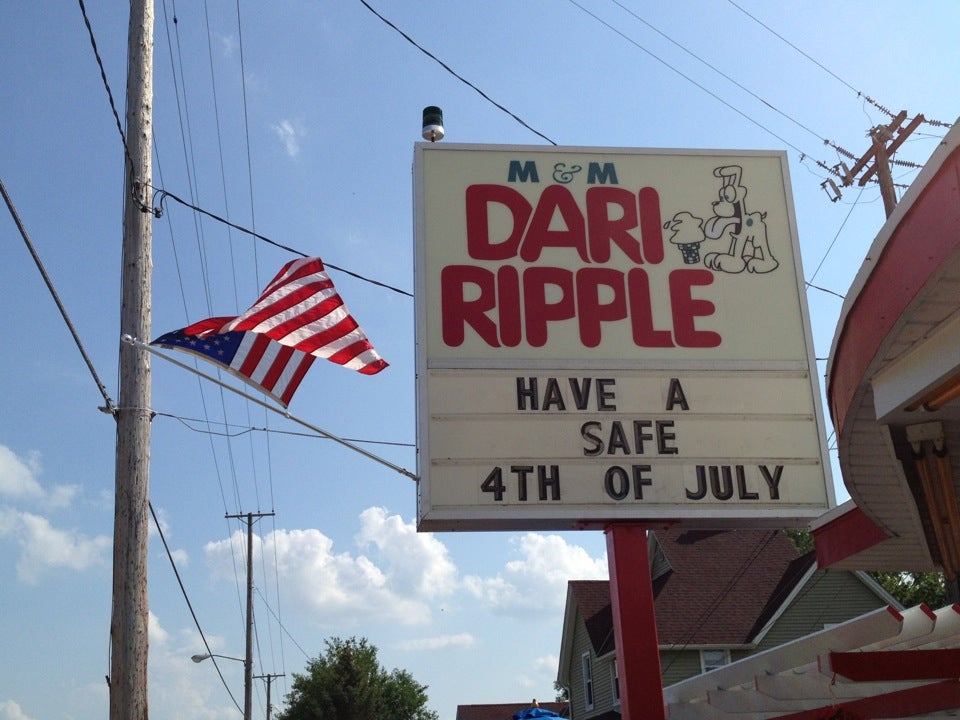 M & M
DARI
RIPPLE
HAVE A
SAFE
4TH OF JULY